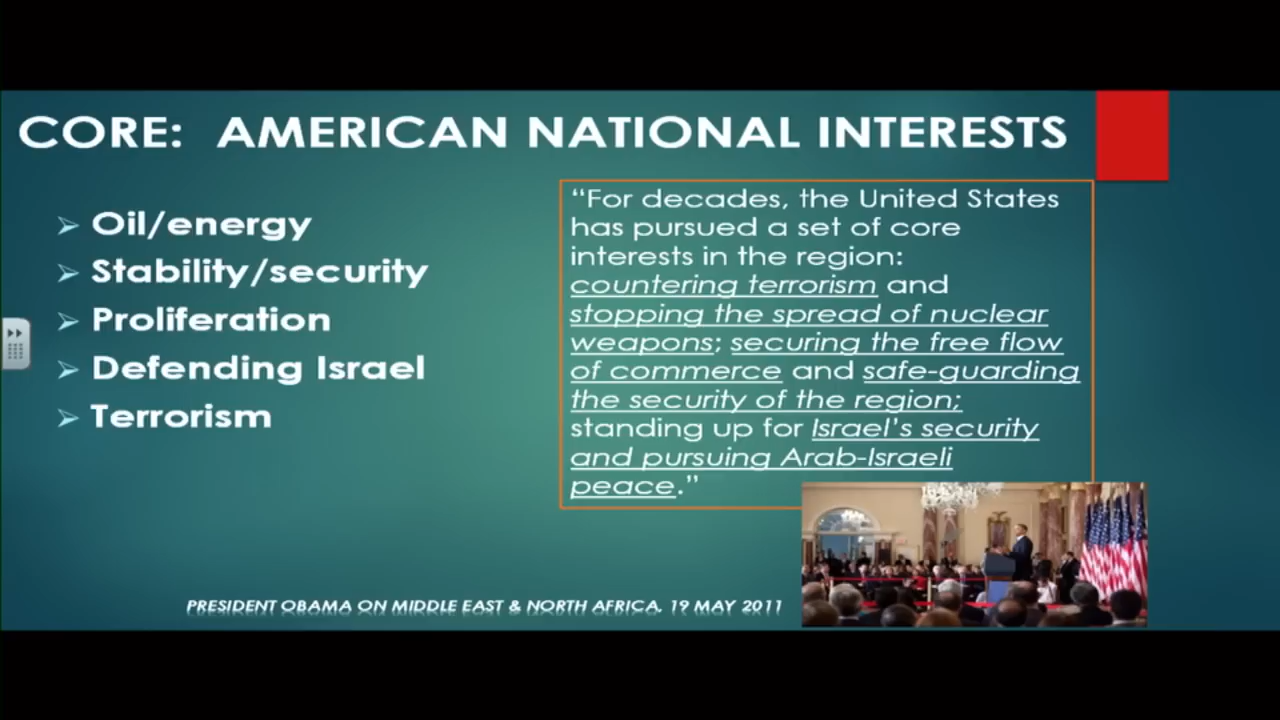 CORE: AMERICAN NATIONAL INTERESTS
Oil/energy
Stability/security
Proliferation
Defending Israel
Terrorism
“For decades, the United States
has pursued a set of core
interests in the region:
countering terrorism and
stopping the spread of nuclear
weapons; securing the free flow
of commerce and safe-guarding
the security of the region;
standing up for Israel’s security
and pursuing Arab-Israeli
peace.”
PRESIDENT OBAMA ON MIDDLE EAST & NORTH AFRICA, 19 MAY 2011